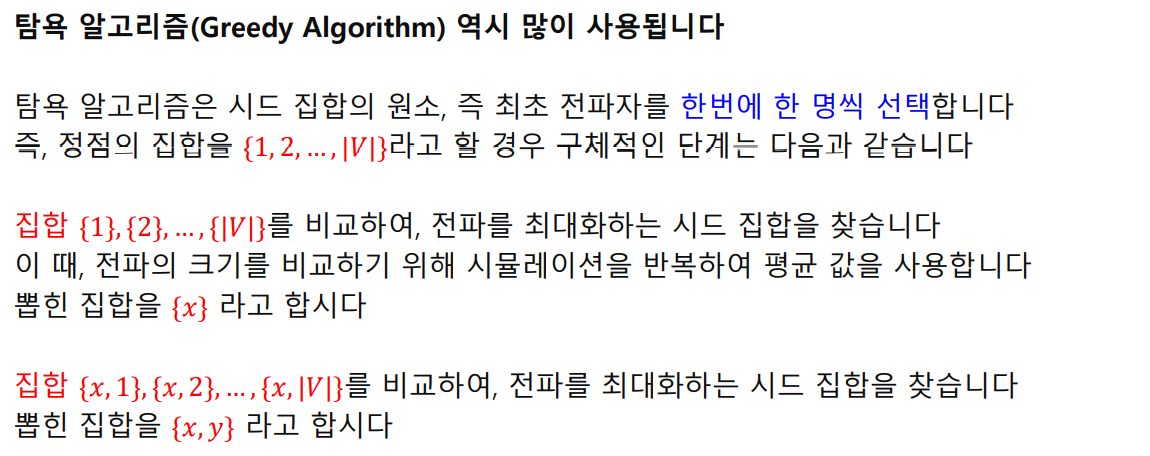 탐욕 알고리즘(Greedy Algorithm) 역시 많이 사용됩니다
탐욕 알고리즘은 시드 집합의 원소, 즉 최초 전파자를 한번에 한 명씩 선택합니다
즉, 정점의 집합을 {1, 2, … , |V|}라고 할 경우 구체적인 단계는 다음과 같습니다
집합 {1}, {2}, … , {|V|}를 비교하여, 전파를 최대화하는 시드 집합을 찾습니다
이 때, 전파의 크기를 비교하기 위해 시뮬레이션을 반복하여 평균 값을 사용합니다
뽑힌 집합을 {x} 라고 합시다
집합 {x, 1}, {x, 2}, … , {x, |V|}를 비교하여, 전파를 최대화하는 시드 집합을 찾습니다
뽑힌 집합을 {x, y} 라고 합시다